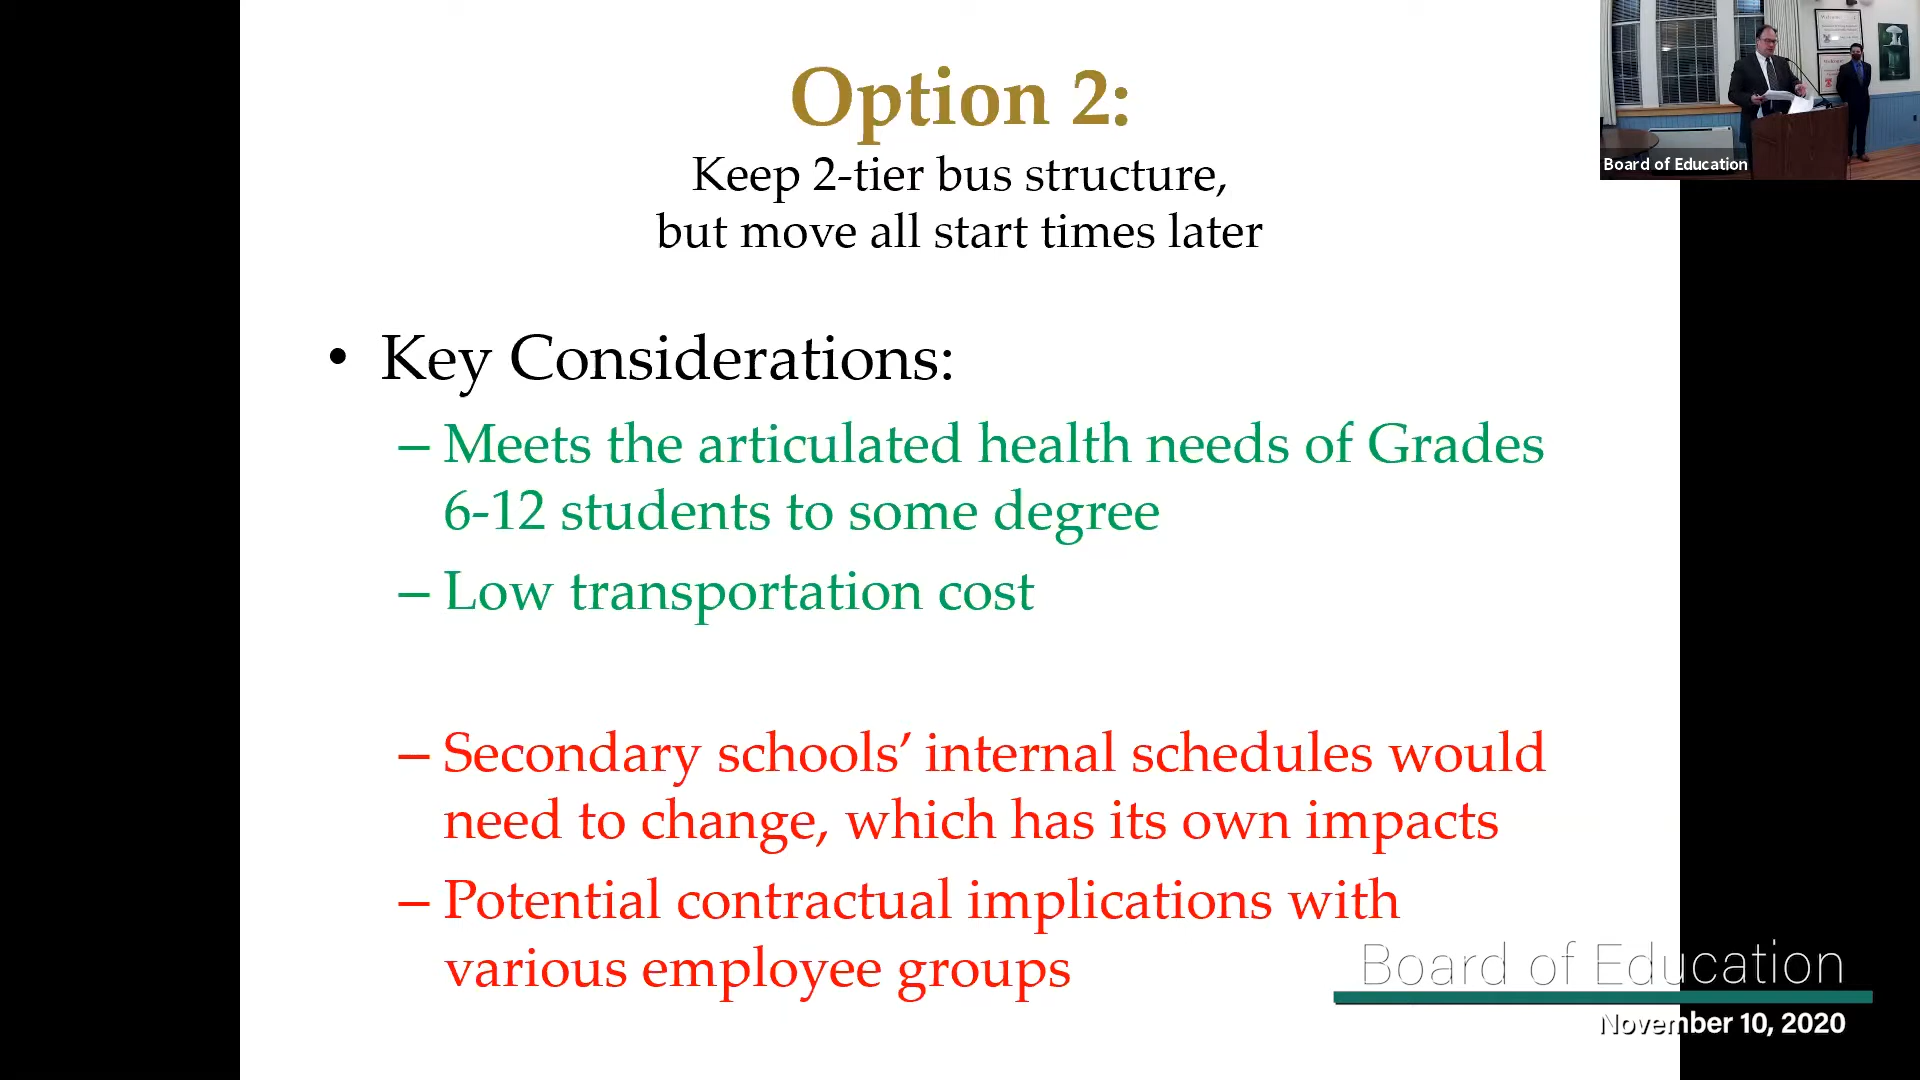 Option 2:
Keep 2-tier bus structure,
but move all start times later
• Key Considerations:
– Meets the articulated health needs of Grades
6-12 students to some degree
– Low transportation cost
– Secondary schools’ internal schedules would
need to change, which has its own impacts
– Potential contractual implications with
various employee groups
Board of Education
Board of Education
November 10, 2020